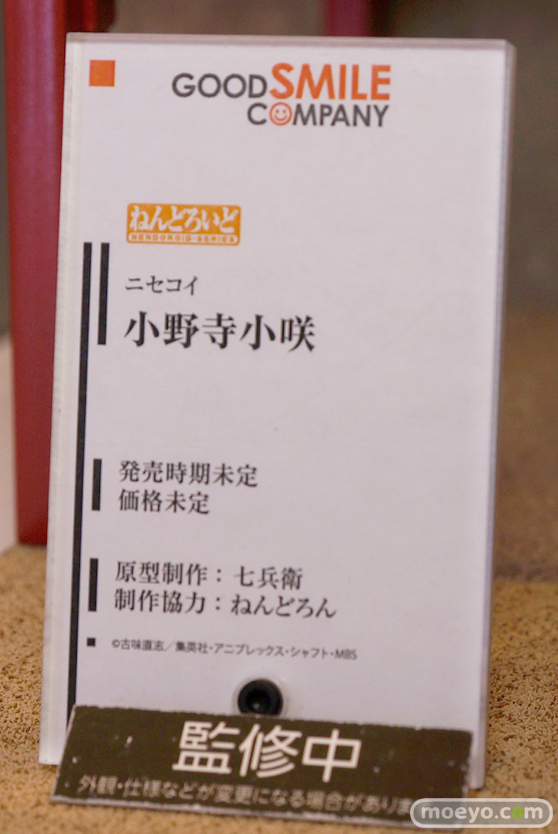 GOOD SMILE
COMPANY
ねんどろいど
NENDOROID SERIES
ニセコイ
小野寺小咲
発売時期未定
価格未定
原型制作：七兵衛
制作協力：ねんどろん
©古味直志／集英社・アニプレックス・シャフト・MBS
監修中
外観・仕様などが変更になる場合があります
moeyo.com